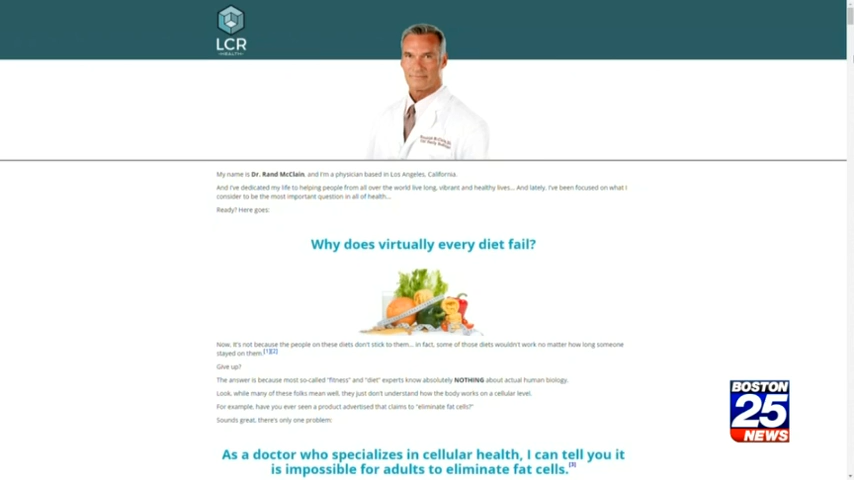 LCR
HEALTH
My name is Dr. Rand McClain, and I'm a physician based in Los Angeles, California.
And I've dedicated my life to helping people from all over the world live long, vibrant and healthy lives... And lately, I've been focused on what I
consider to be the most important question in all of health...
Ready? Here goes:
Why does virtually every diet fail?
Now, it's not because the people on these diets don't stick to them... in fact, some of those diets wouldn't work no matter how long someone
stayed on them.[1][2]
Give up?
The answer is because most so-called "fitness" and "diet" experts know absolutely NOTHING about actual human biology.
Look, while many of these folks mean well, they just don't understand how the body works on a cellular level.
For example, have you ever seen a product advertised that claims to "eliminate fat cells?"
Sounds great, there's only one problem:
BOSTON
25
NEWS
As a doctor who specializes in cellular health, I can tell you it
is impossible for adults to eliminate fat cells.[3]